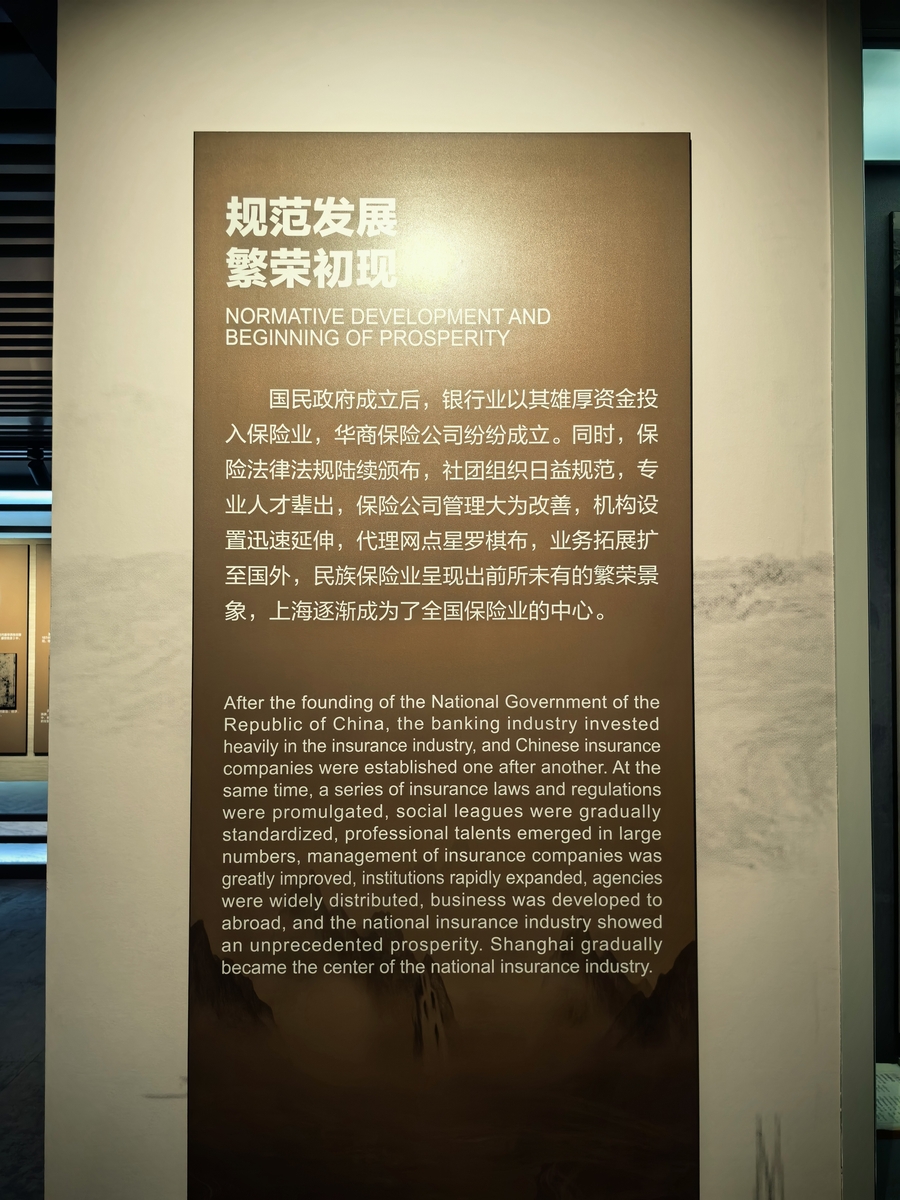 规范发展
繁荣初现
NORMATIVE DEVELOPMENT AND
BEGINNING OF PROSPERITY
国民政府成立后，银行业以其雄厚资金投
入保险业，华商保险公司纷纷成立。同时，保
险法律法规陆续颁布，社团组织日益规范，专
业人才辈出，保险公司管理大为改善，机构设
置迅速延伸，代理网点星罗棋布，业务拓展扩
至国外，民族保险业呈现出前所未有的繁荣景
象，上海逐渐成为了全国保险业的中心。
After the founding of the National Government of the
Republic of China, the banking industry invested
heavily in the insurance industry, and Chinese insurance
companies were established one after another. At the
same time, a series of insurance laws and regulations
were promulgated, social leagues were gradually
standardized, professional talents emerged in large
numbers, management of insurance companies was
greatly improved, institutions rapidly expanded, agencies
were widely distributed, business was developed to
abroad, and the national insurance industry showed
an unprecedented prosperity. Shanghai gradually
became the center of the national insurance industry.